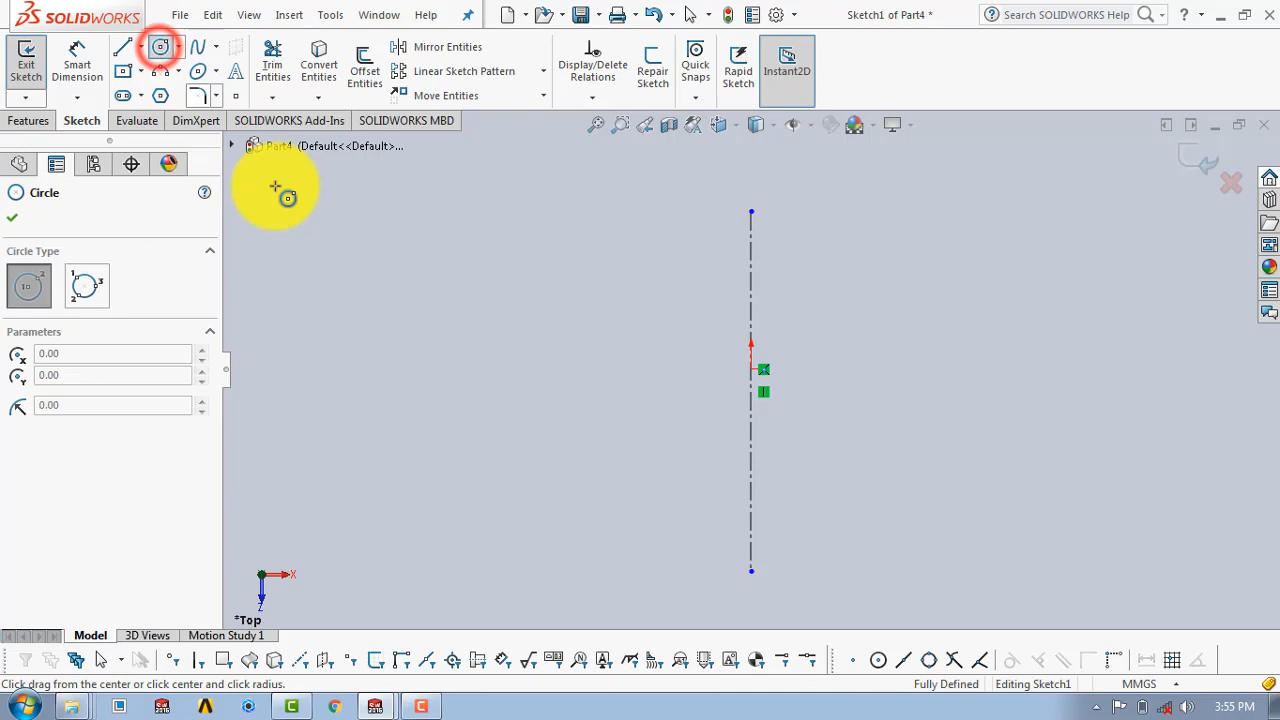 SOLIDWORKS File Edit View Insert Tools Window Help Sketch1 of Part4 * Search SOLIDWORKS Help ?
Exit Sketch Smart Dimension Trim Entities Convert Entities Offset Entities Mirror Entities Display/Delete Relations Repair Sketch Quick Snaps Rapid Sketch Instant2D
Linear Sketch Pattern
Move Entities
Features Sketch Evaluate DimXpert SOLIDWORKS Add-Ins SOLIDWORKS MBD
Part4 (Default<<Default>...
Circle
Circle Type
Parameters
0.00
0.00
0.00
X
Z
*Top
Model 3D Views Motion Study 1
Click drag from the center or click center and click radius. Fully Defined Editing Sketch1 MMGS
3:55 PM